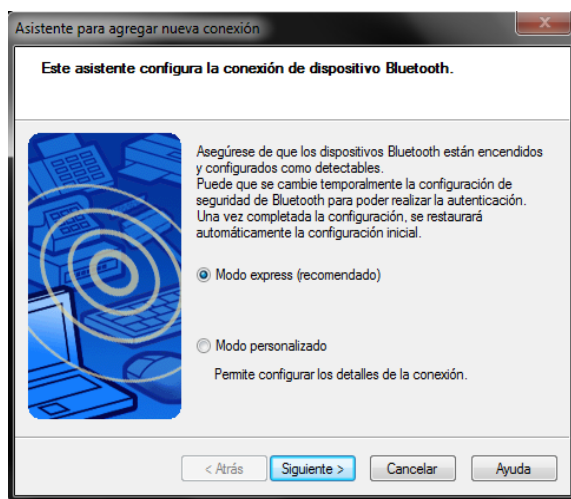 Asistente para agregar nueva conexión
Este asistente configura la conexión de dispositivo Bluetooth.
Asegúrese de que los dispositivos Bluetooth están encendidos
y configurados como detectables.
Puede que se cambie temporalmente la configuración de
seguridad de Bluetooth para poder realizar la autenticación.
Una vez completada la configuración, se restaurará
automáticamente la configuración inicial.
Modo express (recomendado)
Modo personalizado
Permite configurar los detalles de la conexión.
< Atrás Siguiente > Cancelar Ayuda